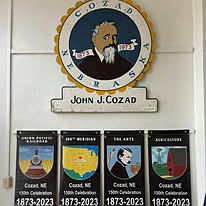 COZAD
1873 1973
NEBRASKA
JOHN J. COZAD
UNION PACIFIC
RAILROAD
Cozad, NE
150th Celebration
1873-2023
100TH MERIDIAN
Cozad, NE
150th Celebration
1873-2023
THE ARTS
Cozad, NE
150th Celebration
1873-2023
AGRICULTURE
Cozad, NE
150th Celebration
1873-2023